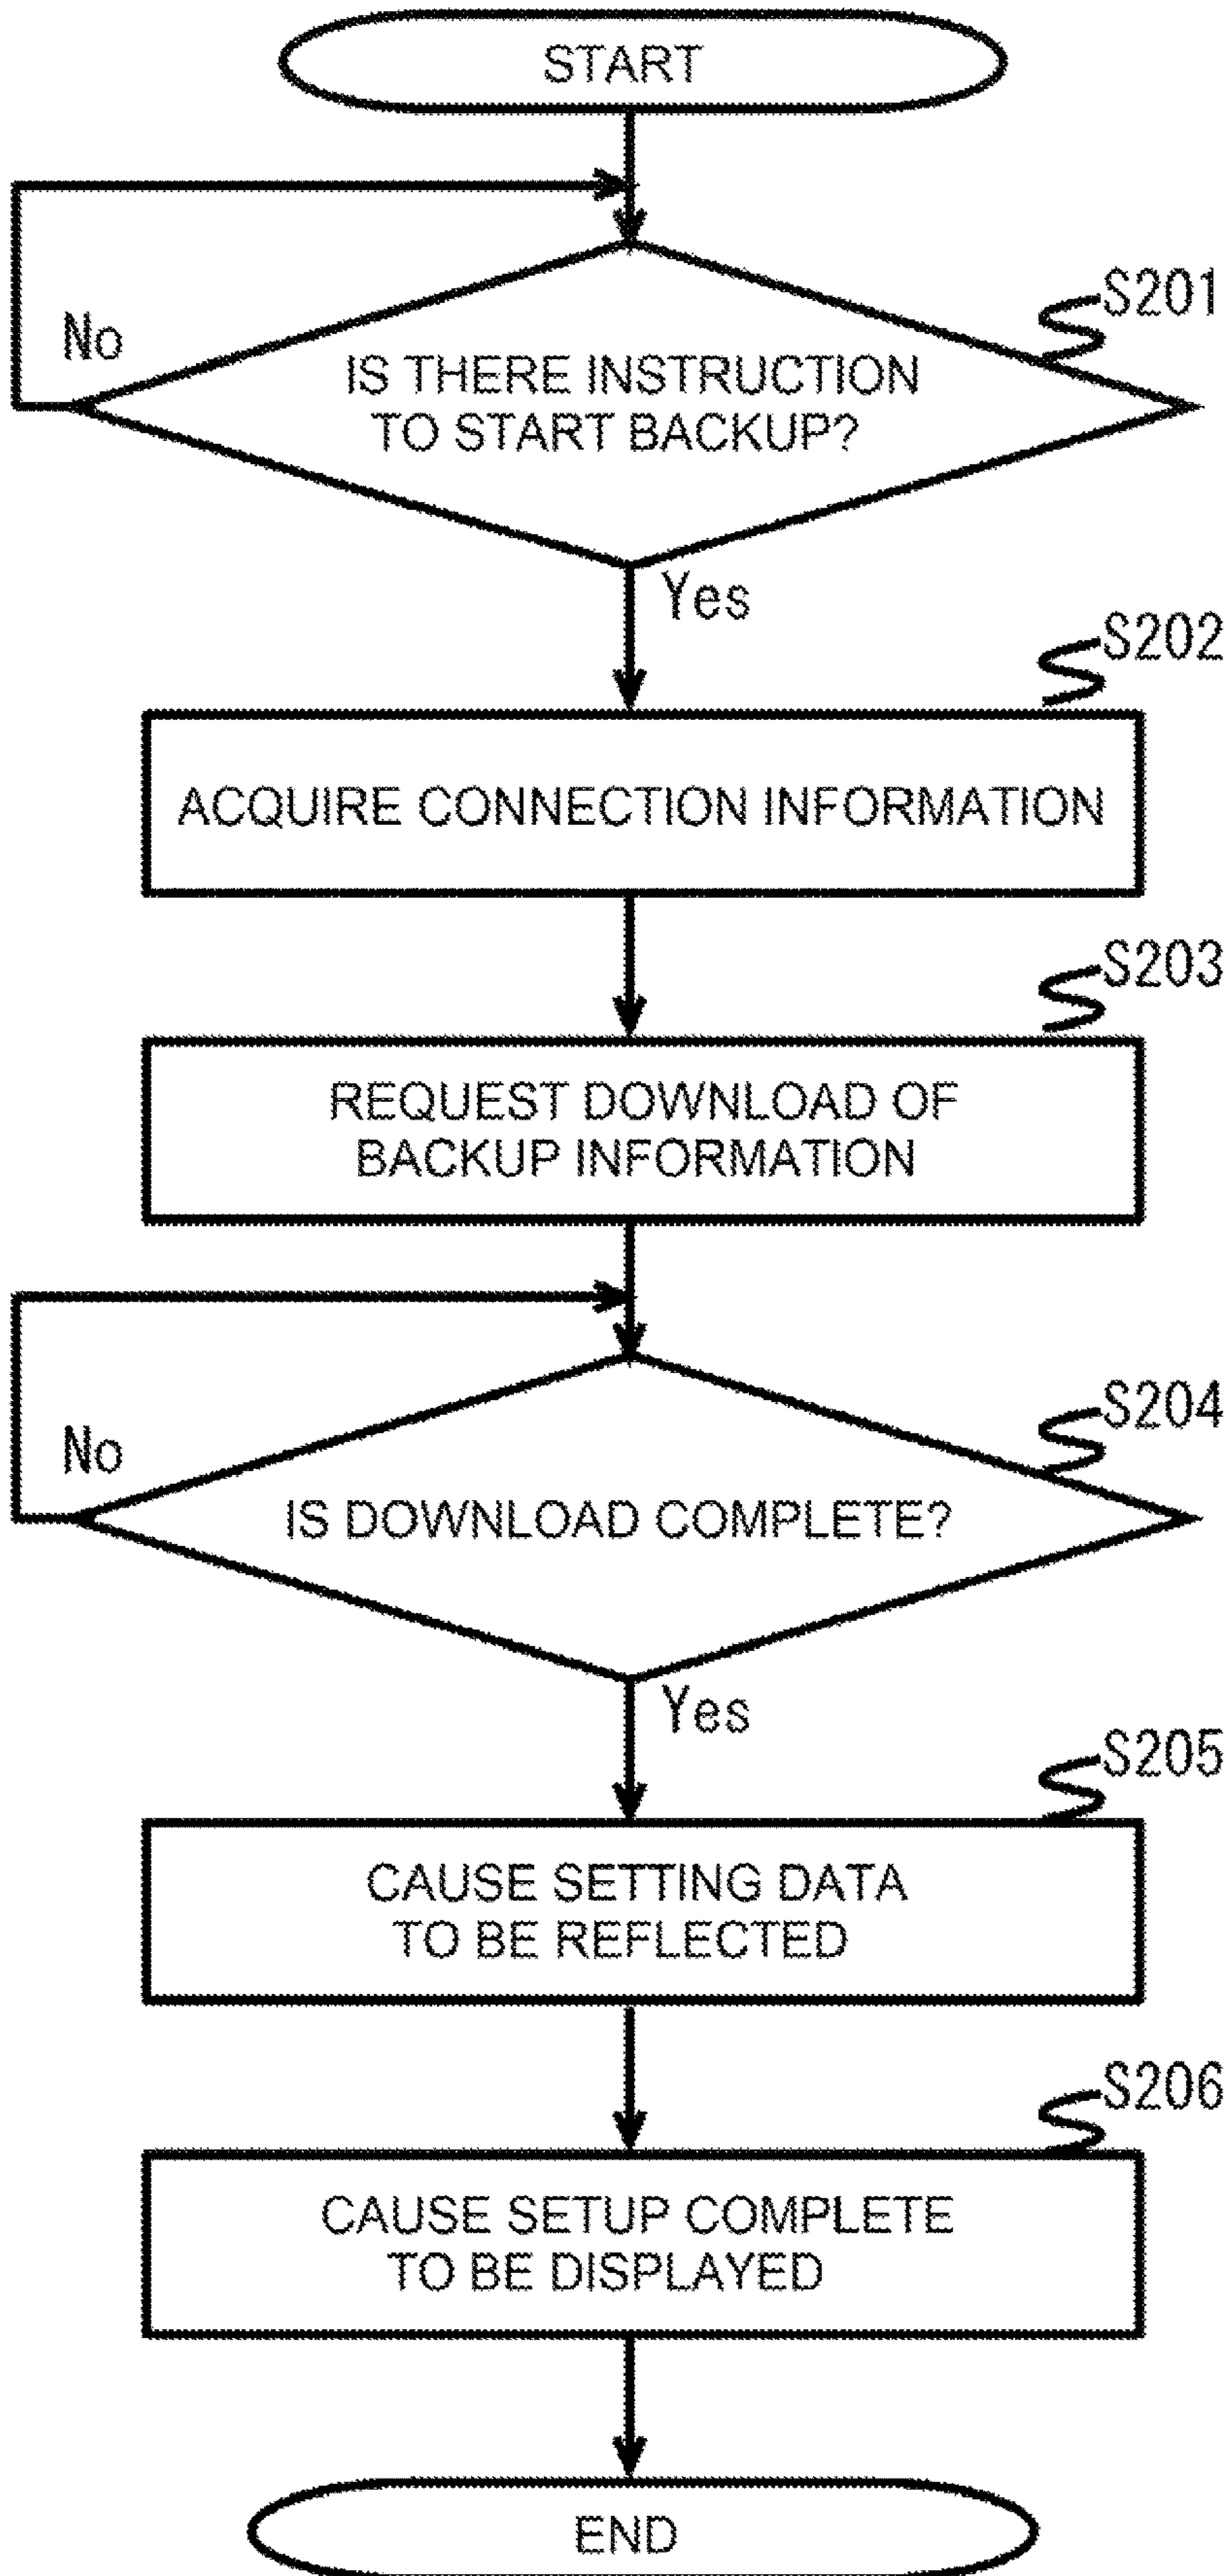 START
S201
No
IS THERE INSTRUCTION
TO START BACKUP?
Yes
S202
ACQUIRE CONNECTION INFORMATION
S203
REQUEST DOWNLOAD OF
BACKUP INFORMATION
S204
No
IS DOWNLOAD COMPLETE?
Yes
S205
CAUSE SETTING DATA
TO BE REFLECTED
S206
CAUSE SETUP COMPLETE
TO BE DISPLAYED
END